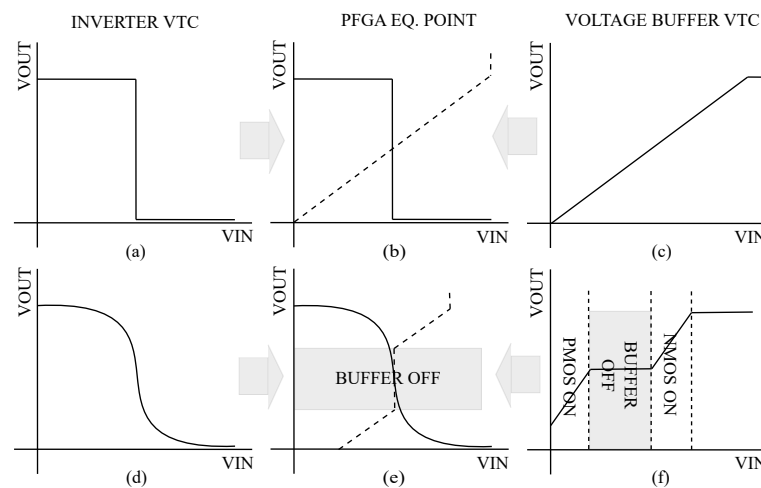 INVERTER VTC
PFGA EQ. POINT
VOLTAGE BUFFER VTC
VOUT
VIN
(a)
VOUT
VIN
(b)
VOUT
VIN
(c)
VOUT
VIN
(d)
VOUT
BUFFER OFF
VIN
(e)
VOUT
PMOS ON
BUFFER
OFF
NMOS ON
VIN
(f)